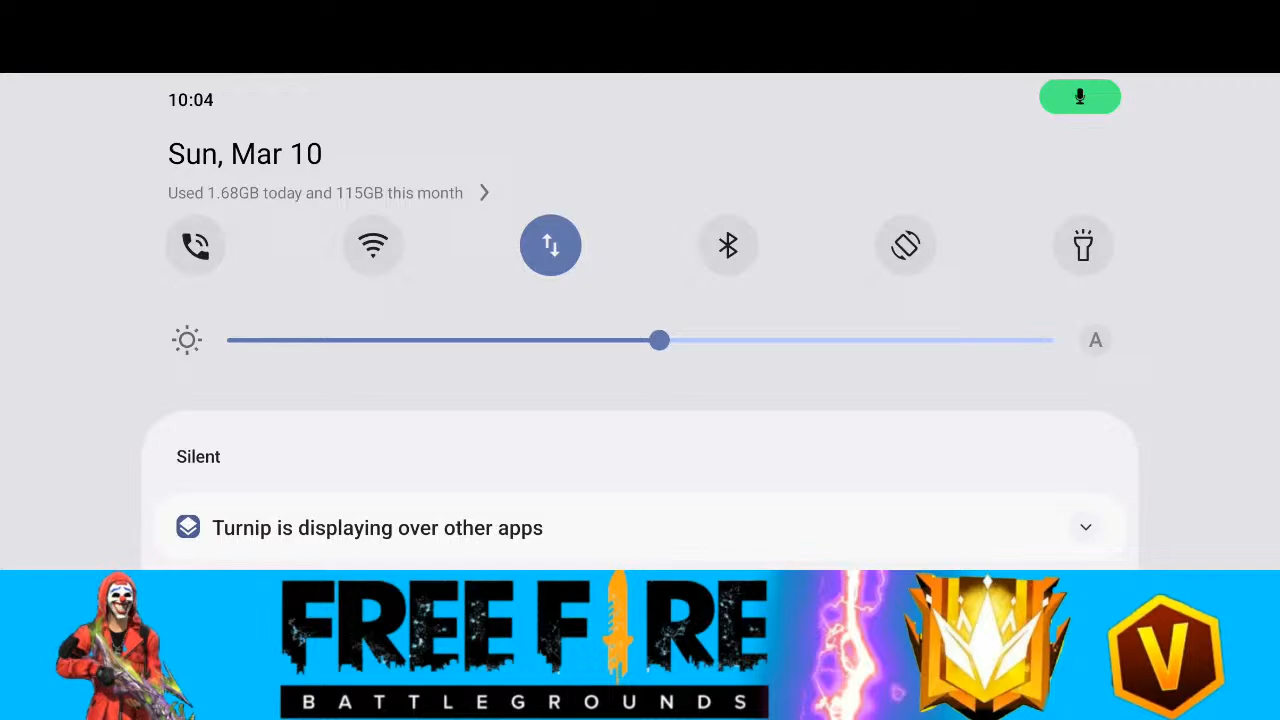 10:04
Sun, Mar 10
Used 1.68GB today and 115GB this month
A
Silent
Turnip is displaying over other apps
FREE FIRE
BATTLEGROUNDS
V